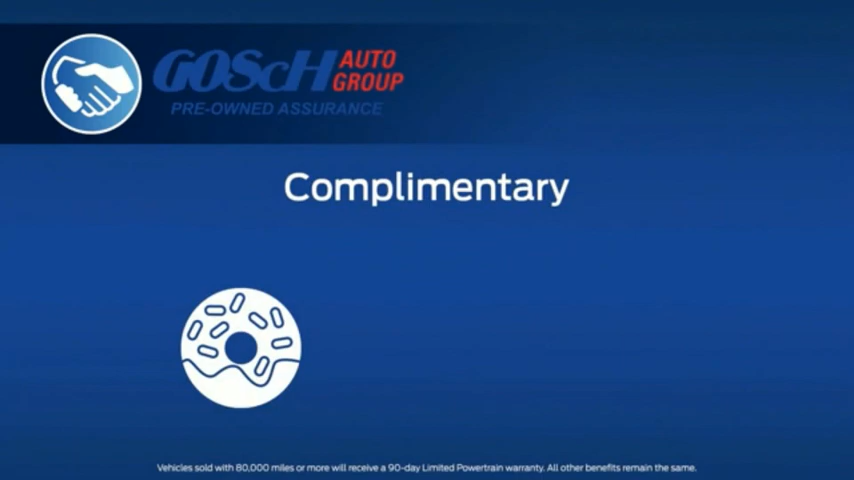 GOSCH AUTO GROUP
PRE-OWNED ASSURANCE
Complimentary
Vehicles sold with 80,000 miles or more will receive a 90-day Limited Powertrain warranty. All other benefits remain the same.